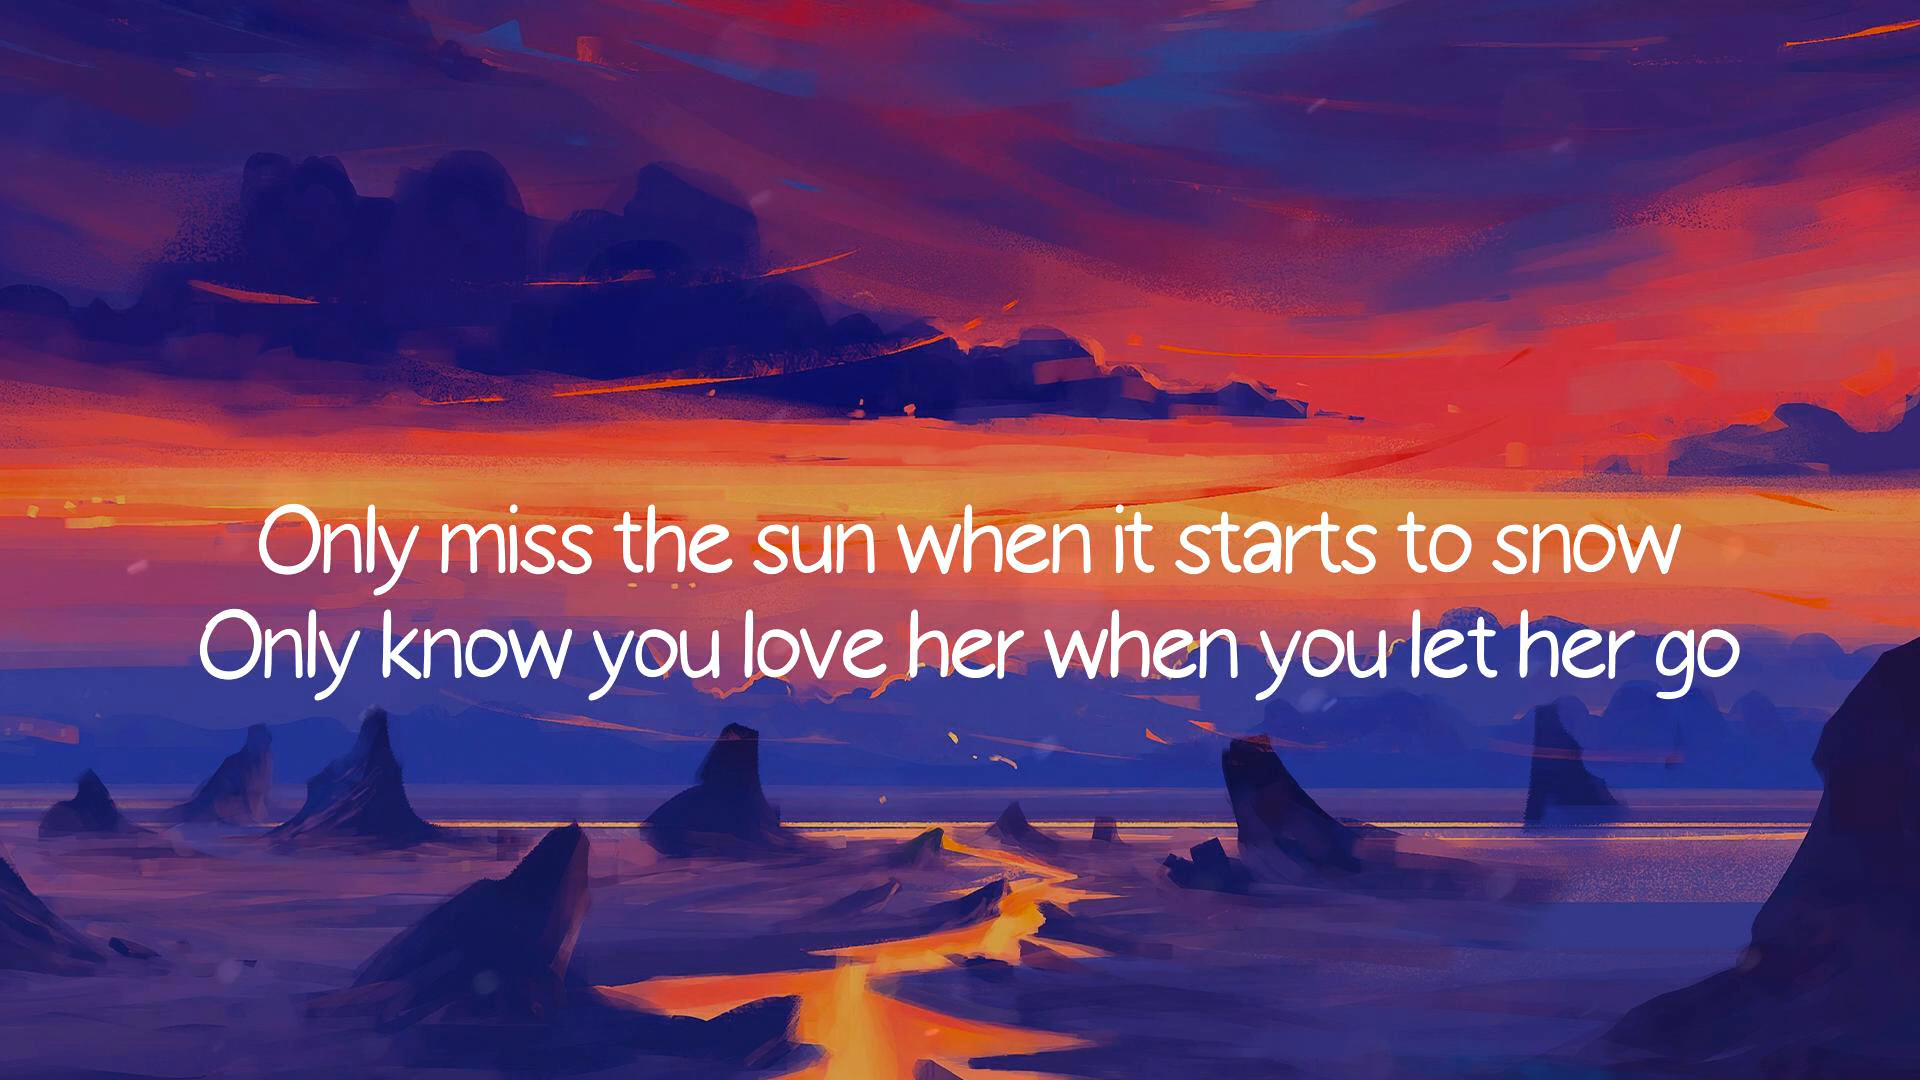 Only miss the sun when it starts to snow
Only know you love her when you let her go